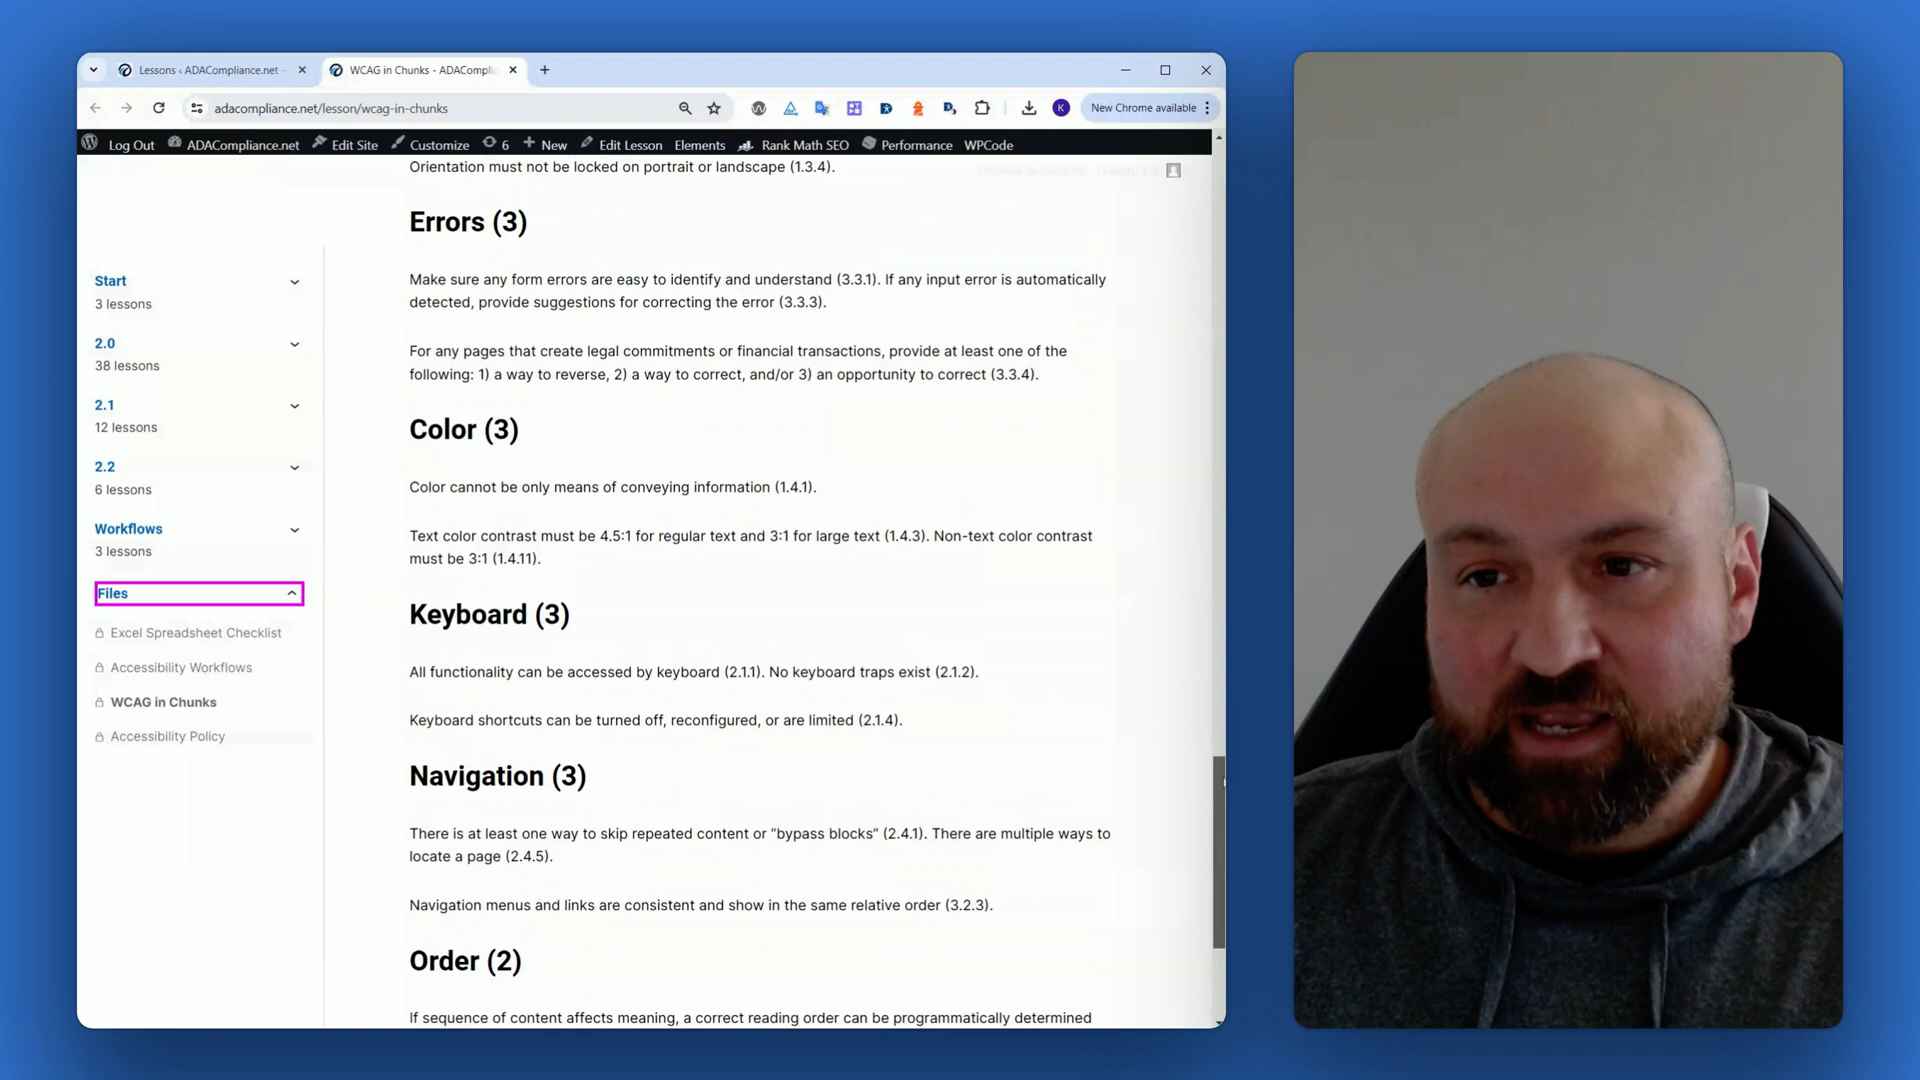 Lessons ‹ ADACompliance.net -
WCAG in Chunks - ADACompli
adacompliance.net/lesson/wcag-in-chunks
K
New Chrome available
Log Out
ADACompliance.net
Edit Site
Customize
6
New
Edit Lesson
Elements
Rank Math SEO
Performance
WPCode
Start
3 lessons
2.0
38 lessons
2.1
12 lessons
2.2
6 lessons
Workflows
3 lessons
Files
Excel Spreadsheet Checklist
Accessibility Workflows
WCAG in Chunks
Accessibility Policy
Orientation must not be locked on portrait or landscape (1.3.4).
Errors (3)
Make sure any form errors are easy to identify and understand (3.3.1). If any input error is automatically
detected, provide suggestions for correcting the error (3.3.3).
For any pages that create legal commitments or financial transactions, provide at least one of the
following: 1) a way to reverse, 2) a way to correct, and/or 3) an opportunity to correct (3.3.4).
Color (3)
Color cannot be only means of conveying information (1.4.1).
Text color contrast must be 4.5:1 for regular text and 3:1 for large text (1.4.3). Non-text color contrast
must be 3:1 (1.4.11).
Keyboard (3)
All functionality can be accessed by keyboard (2.1.1). No keyboard traps exist (2.1.2).
Keyboard shortcuts can be turned off, reconfigured, or are limited (2.1.4).
Navigation (3)
There is at least one way to skip repeated content or “bypass blocks” (2.4.1). There are multiple ways to
locate a page (2.4.5).
Navigation menus and links are consistent and show in the same relative order (3.2.3).
Order (2)
If sequence of content affects meaning, a correct reading order can be programmatically determined